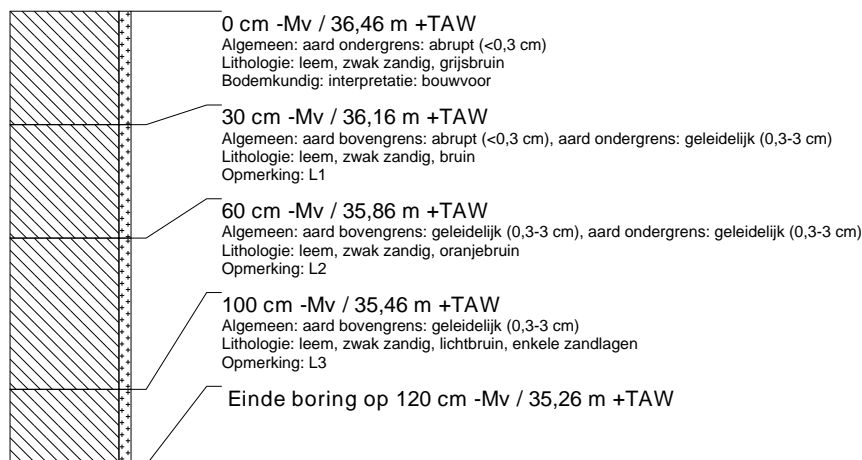 0 cm -Mv / 36,46 m +TAW
Algemeen: aard ondergrens: abrupt (<0,3 cm)
Lithologie: leem, zwak zandig, grijsbruin
Bodemkundig: interpretatie: bouwvoor
30 cm -Mv / 36,16 m +TAW
Algemeen: aard bovengrens: abrupt (<0,3 cm), aard ondergrens: geleidelijk (0,3-3 cm)
Lithologie: leem, zwak zandig, bruin
Opmerking: L1
60 cm -Mv / 35,86 m +TAW
Algemeen: aard bovengrens: geleidelijk (0,3-3 cm), aard ondergrens: geleidelijk (0,3-3 cm)
Lithologie: leem, zwak zandig, oranjebruin
Opmerking: L2
100 cm -Mv / 35,46 m +TAW
Algemeen: aard bovengrens: geleidelijk (0,3-3 cm)
Lithologie: leem, zwak zandig, lichtbruin, enkele zandlagen
Opmerking: L3
Einde boring op 120 cm -Mv / 35,26 m +TAW